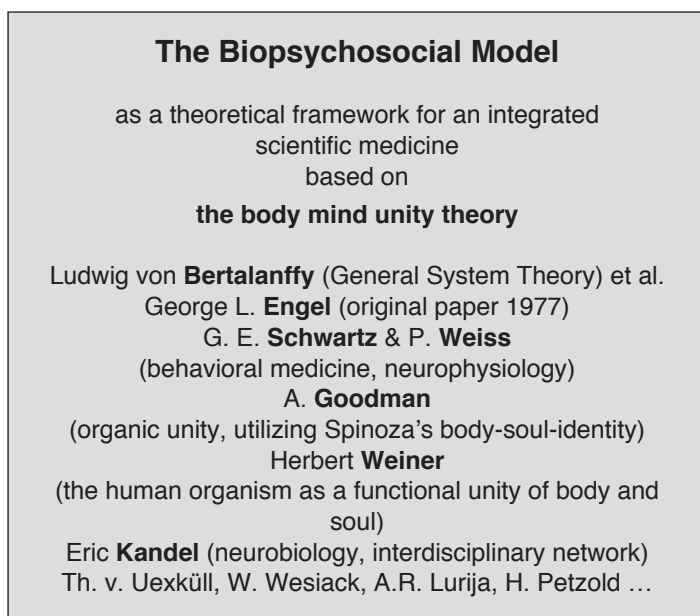 The Biopsychosocial Model
as a theoretical framework for an integrated
scientific medicine
based on
the body mind unity theory
Ludwig von Bertalanffy (General System Theory) et al.
George L. Engel (original paper 1977)
G. E. Schwartz & P. Weiss
(behavioral medicine, neurophysiology)
A. Goodman
(organic unity, utilizing Spinoza's body-soul-identity)
Herbert Weiner
(the human organism as a functional unity of body and
soul)
Eric Kandel (neurobiology, interdisciplinary network)
Th. v. Uexküll, W. Wesiack, A.R. Lurija, H. Petzold …